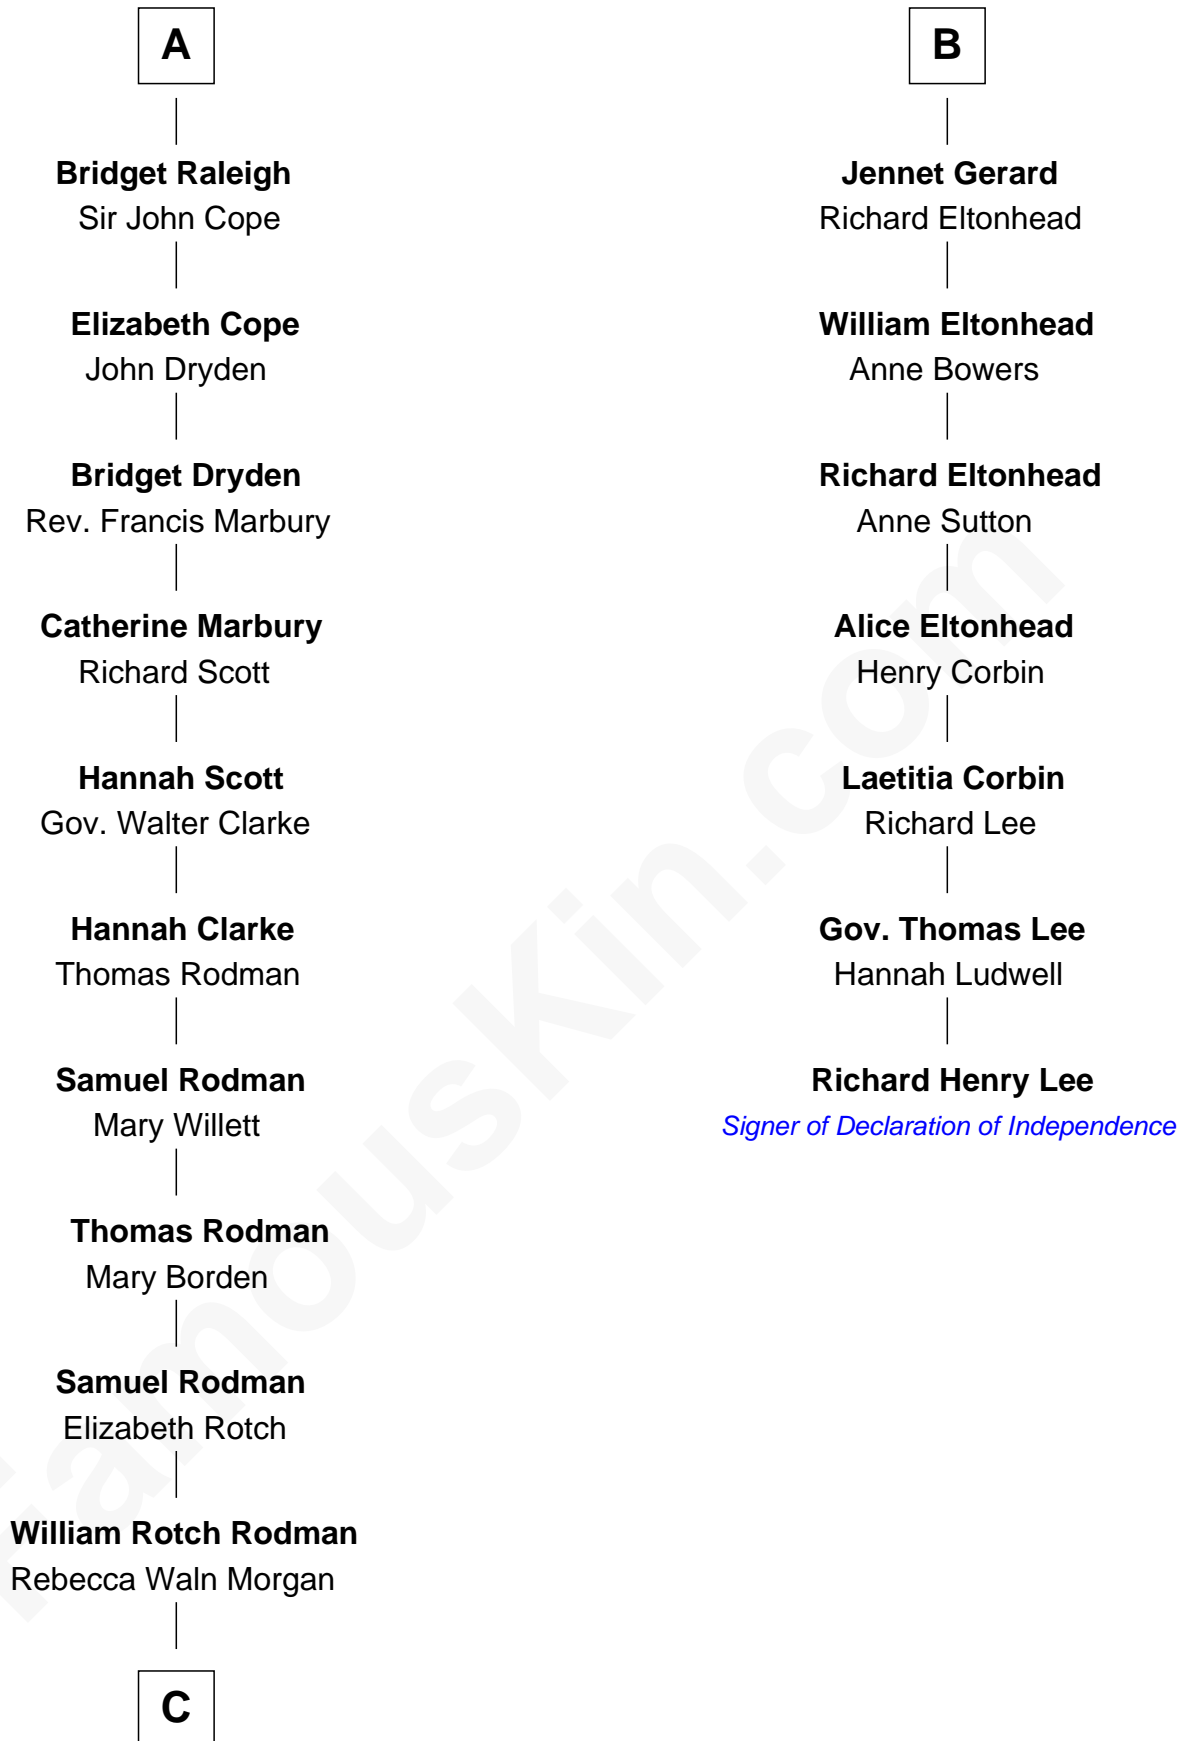 A
Bridget Raleigh
Sir John Cope
Elizabeth Cope
John Dryden
Bridget Dryden
Rev. Francis Marbury
Catherine Marbury
Richard Scott
Hannah Scott
Gov. Walter Clarke
Hannah Clarke
Thomas Rodman
Samuel Rodman
Mary Willett
Thomas Rodman
Mary Borden
Samuel Rodman
Elizabeth Rotch
William Rotch Rodman
Rebecca Waln Morgan
C
B
Jennet Gerard
Richard Eltonhead
William Eltonhead
Anne Bowers
Richard Eltonhead
Anne Sutton
Alice Eltonhead
Henry Corbin
Laetitia Corbin
Richard Lee
Gov. Thomas Lee
Hannah Ludwell
Richard Henry Lee
Signer of Declaration of Independence
FamousKin.com